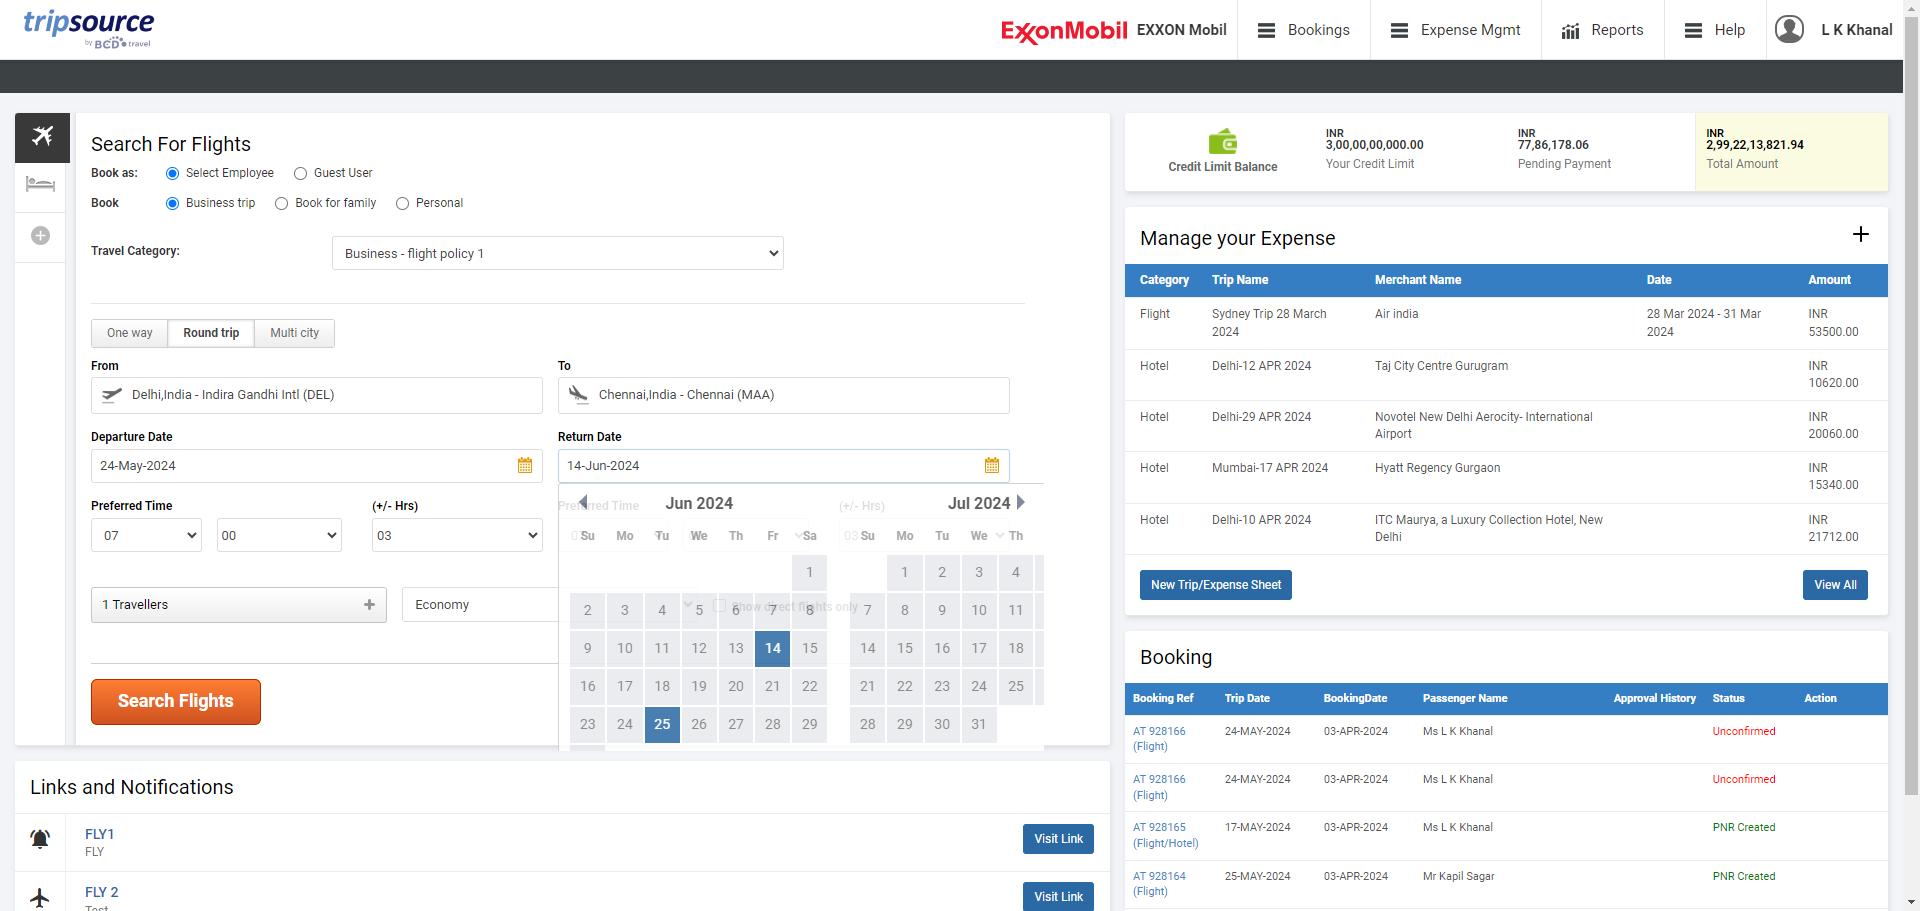 tripsource
by BCD travel
ExxonMobil EXXON Mobil
Bookings
Expense Mgmt
Reports
Help
L K Khanal
Search For Flights
Book as: Select Employee Guest User
Book Business trip Book for family Personal
Travel Category: Business - flight policy 1
One way Round trip Multi city
From To
Delhi,India - Indira Gandhi Intl (DEL) Chennai,India - Chennai (MAA)
Departure Date Return Date
24-May-2024 14-Jun-2024
Preferred Time (+/- Hrs) Preferred Time (+/- Hrs)
07 00 03
Jun 2024 Jul 2024
Su Mo Tu We Th Fr Sa 03 Su Mo Tu We Th
1 1 2 3 4
2 3 4 5 6 7 8 7 8 9 10 11
9 10 11 12 13 14 15 14 15 16 17 18
16 17 18 19 20 21 22 21 22 23 24 25
23 24 25 26 27 28 29 28 29 30 31
1 Travellers + Economy Show direct flights only
Search Flights
Links and Notifications
FLY1
FLY
Visit Link
FLY 2
Test
Visit Link
Credit Limit Balance
INR
3,00,00,00,000.00
Your Credit Limit
INR
77,86,178.06
Pending Payment
INR
2,99,22,13,821.94
Total Amount
Manage your Expense +
Category Trip Name Merchant Name Date Amount
Flight Sydney Trip 28 March 2024 Air india 28 Mar 2024 - 31 Mar 2024 INR 53500.00
Hotel Delhi-12 APR 2024 Taj City Centre Gurugram INR 10620.00
Hotel Delhi-29 APR 2024 Novotel New Delhi Aerocity- International Airport INR 20060.00
Hotel Mumbai-17 APR 2024 Hyatt Regency Gurgaon INR 15340.00
Hotel Delhi-10 APR 2024 ITC Maurya, a Luxury Collection Hotel, New Delhi INR 21712.00
New Trip/Expense Sheet View All
Booking
Booking Ref Trip Date BookingDate Passenger Name Approval History Status Action
AT 928166 (Flight) 24-MAY-2024 03-APR-2024 Ms L K Khanal Unconfirmed
AT 928166 (Flight) 24-MAY-2024 03-APR-2024 Ms L K Khanal Unconfirmed
AT 928165 (Flight/Hotel) 17-MAY-2024 03-APR-2024 Ms L K Khanal PNR Created
AT 928164 (Flight) 25-MAY-2024 03-APR-2024 Mr Kapil Sagar PNR Created